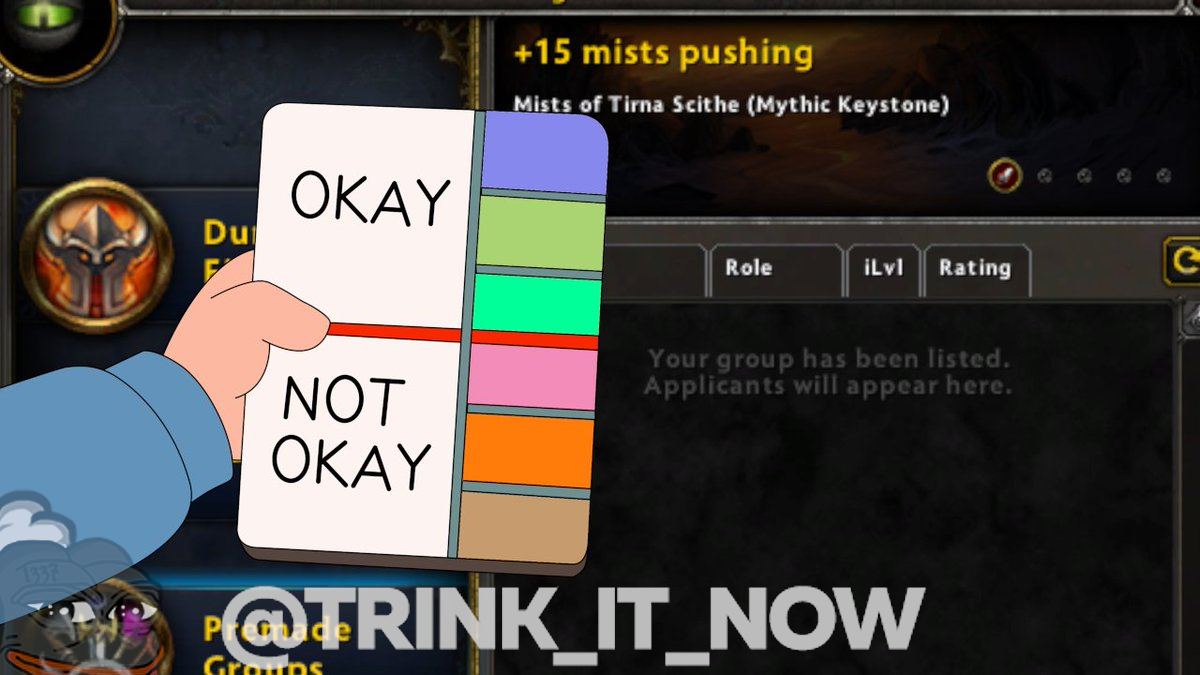 +15 mists pushing
Mists of Tirna Scithe (Mythic Keystone)
OKAY
NOT
OKAY
Role
iLvl
Rating
Your group has been listed.
Applicants will appear here.
1337
Premade
Groups
@TRINK_IT_NOW